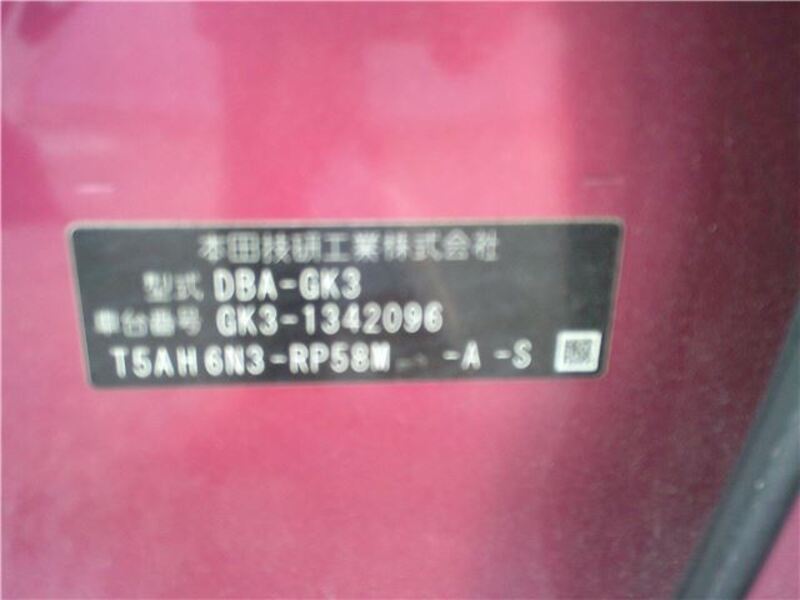 本田技研工業株式会社
型式 DBA-GK3
車台番号 GK3-1342096
T5AH6N3-RP58W -A -S